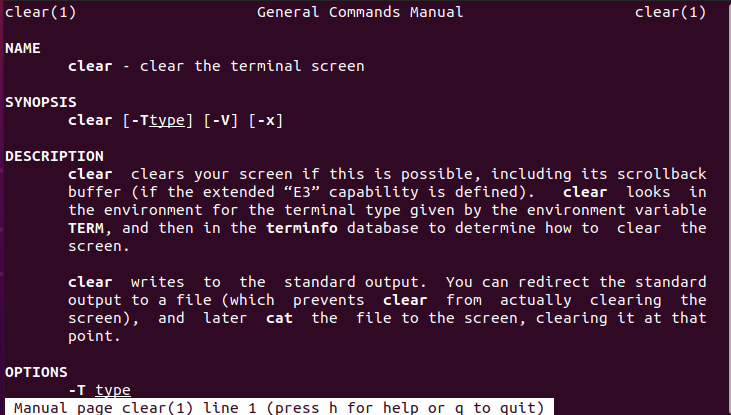 clear(1) General Commands Manual clear(1)
NAME
clear - clear the terminal screen
SYNOPSIS
clear [-Ttype] [-V] [-x]
DESCRIPTION
clear clears your screen if this is possible, including its scrollback
buffer (if the extended “E3” capability is defined). clear looks in
the environment for the terminal type given by the environment variable
TERM, and then in the terminfo database to determine how to clear the
screen.
clear writes to the standard output. You can redirect the standard
output to a file (which prevents clear from actually clearing the
screen), and later cat the file to the screen, clearing it at that
point.
OPTIONS
-T type
Manual page clear(1) line 1 (press h for help or q to quit)